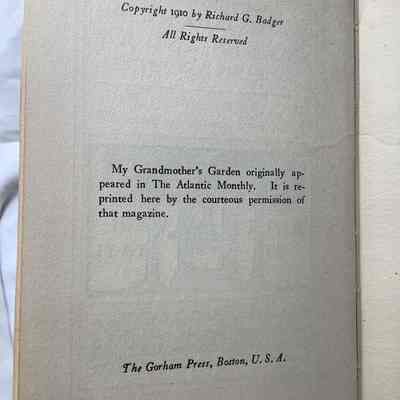 Copyright 1910 by Richard G. Badger
All Rights Reserved
My Grandmother's Garden originally ap-
peared in The Atlantic Monthly. It is re-
printed here by the courteous permission of
that magazine.
The Gorham Press, Boston, U. S. A.